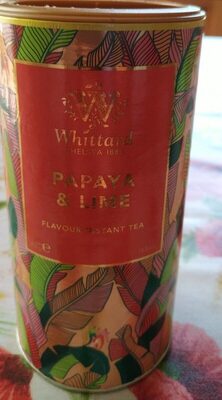 Whittard
CHELSEA 1886
PAPAYA
& LIME
FLAVOUR INSTANT TEA